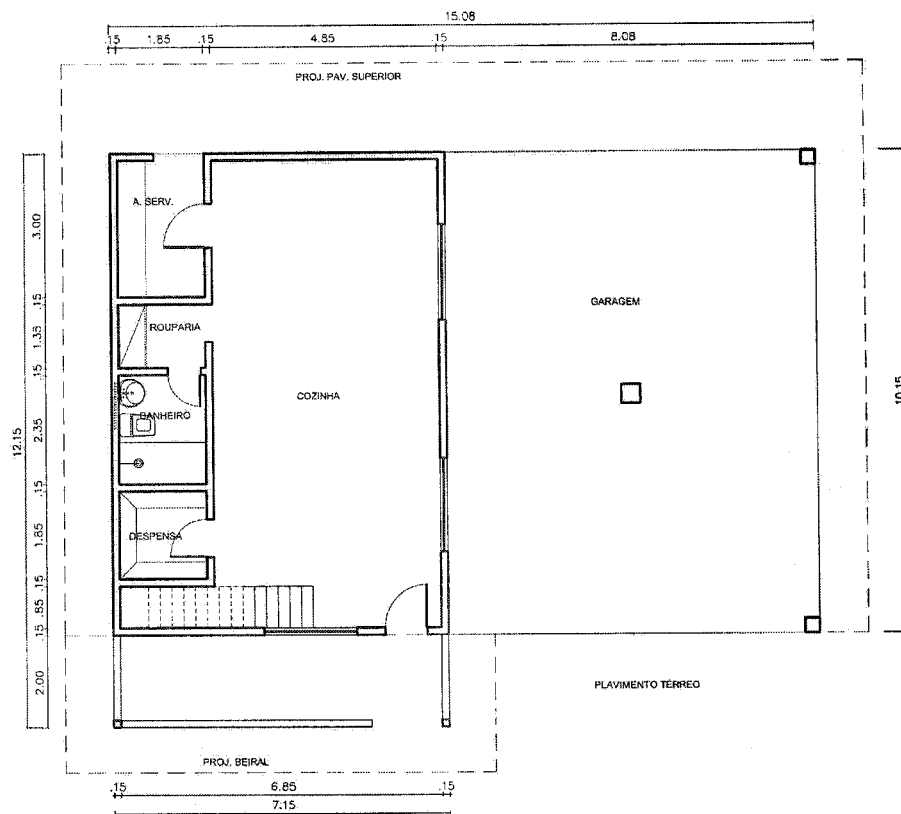 15.08
.15 1.85 .15 4.85 .15 8.08
PROJ. PAV. SUPERIOR
A. SERV.
3.00
.15
ROUPARIA
1.35
GARAGEM
.15
COZINHA
BANHEIRO
2.35
12.15
10.15
.15
DESPENSA
1.85
.15
.85
.15
2.00
PLAVIMENTO TÉRREO
PROJ. BEIRAL
.15 6.85 .15
7.15